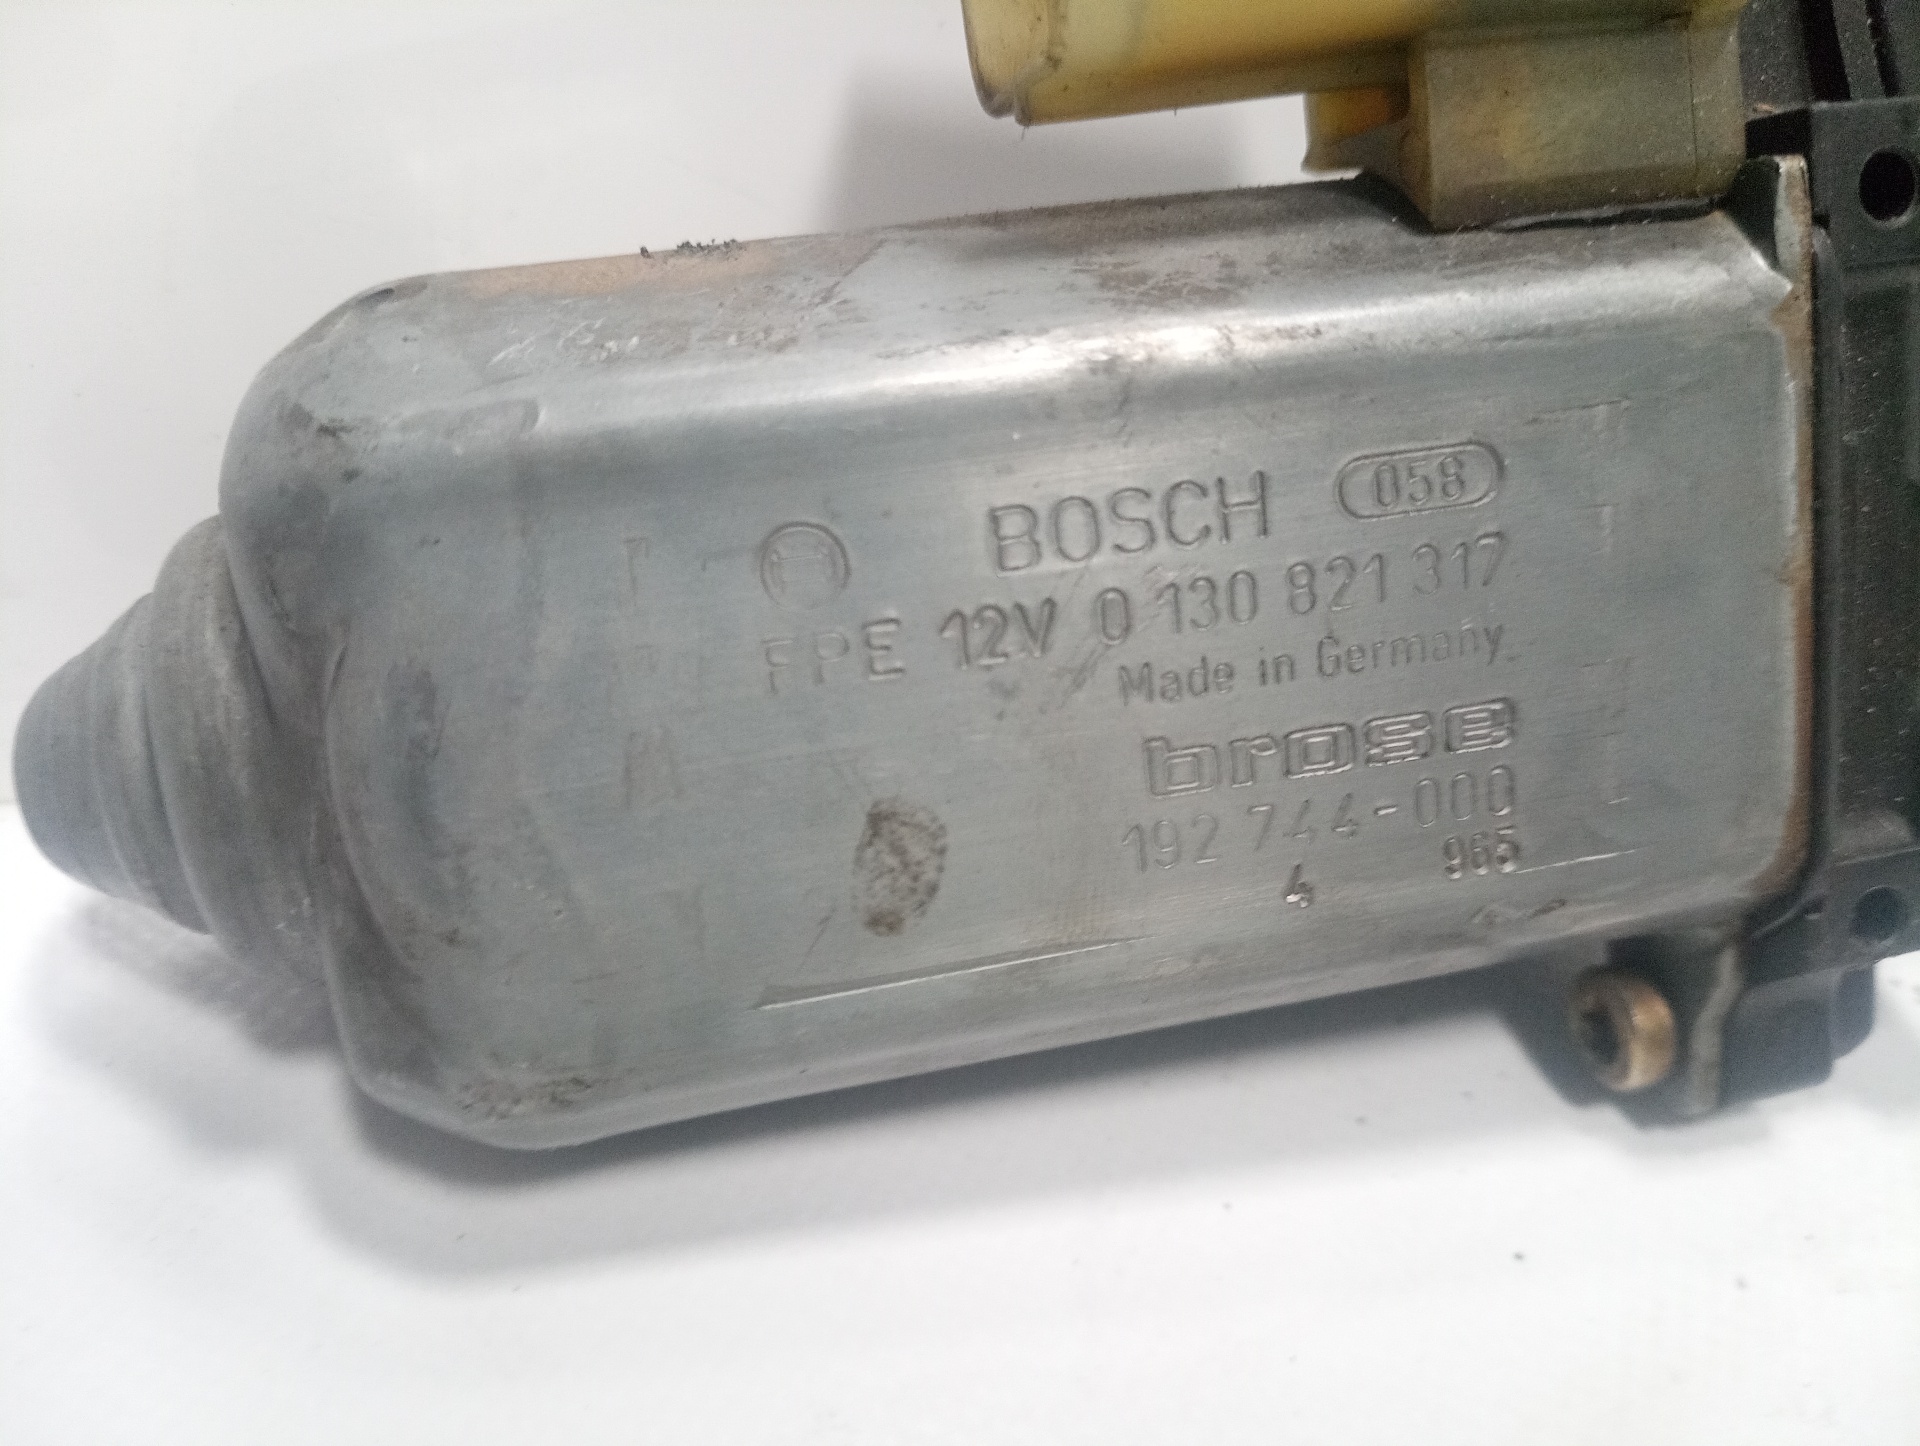 BOSCH 058
FPE 12V 0 130 821 317
Made in Germany
brose
192 744-000
4 965